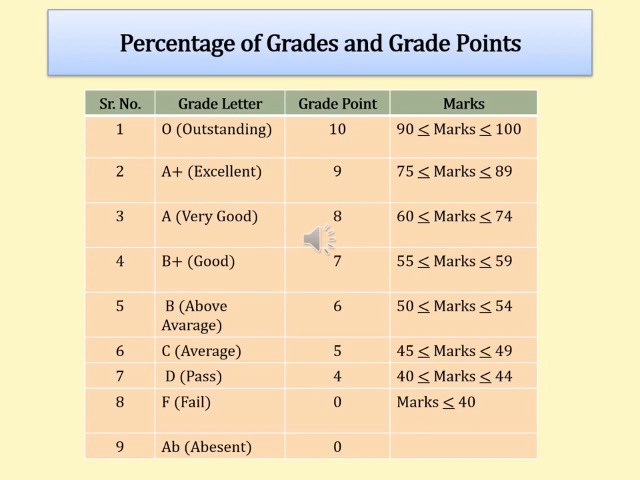 Percentage of Grades and Grade Points
Sr. No. Grade Letter Grade Point Marks
1 O (Outstanding) 10 90 ≤ Marks ≤ 100
2 A+ (Excellent) 9 75 ≤ Marks ≤ 89
3 A (Very Good) 8 60 ≤ Marks ≤ 74
4 B+ (Good) 7 55 ≤ Marks ≤ 59
5 B (Above 6 50 ≤ Marks ≤ 54
Avarage)
6 C (Average) 5 45 ≤ Marks ≤ 49
7 D (Pass) 4 40 ≤ Marks ≤ 44
8 F (Fail) 0 Marks ≤ 40
9 Ab (Abesent) 0